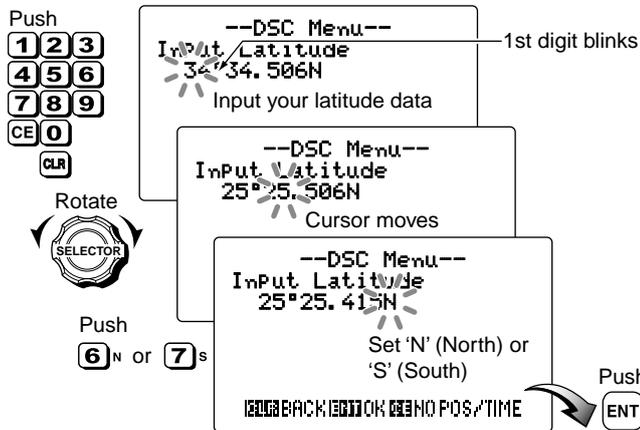 Push
1 2 3
4 5 6
7 8 9
CE 0
CLR
Rotate
SELECTOR
Push
6 N or 7 S
--DSC Menu--
InPut Latitude
34°34.506N
1st digit blinks
Input your latitude data
--DSC Menu--
InPut Latitude
25°25.506N
Cursor moves
--DSC Menu--
InPut Latitude
25°25.415N
Set ‘N’ (North) or
‘S’ (South)
CLR BACK ENT OK CE NO POS/TIME
Push
ENT